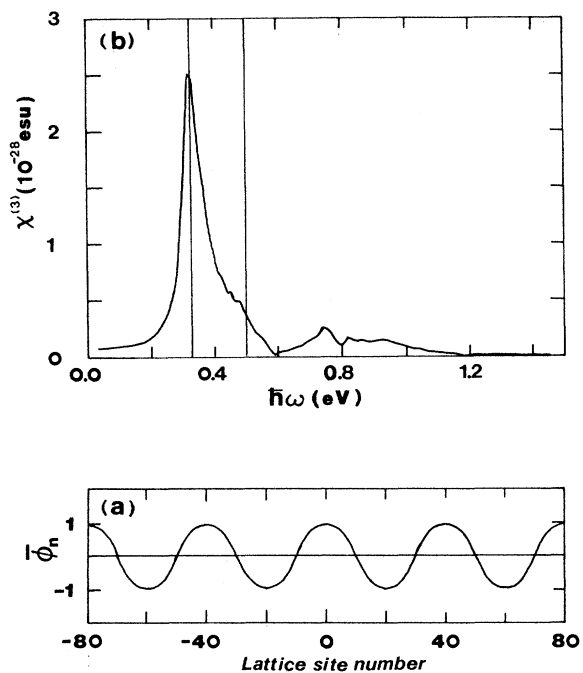 (b)
3
2
1
0
χ(3)(10-28esu)
0.0 0.4 0.8 1.2
ħω (eV)
(a)
1
-1
ϕ̄n
-80 -40 0 40 80
Lattice site number